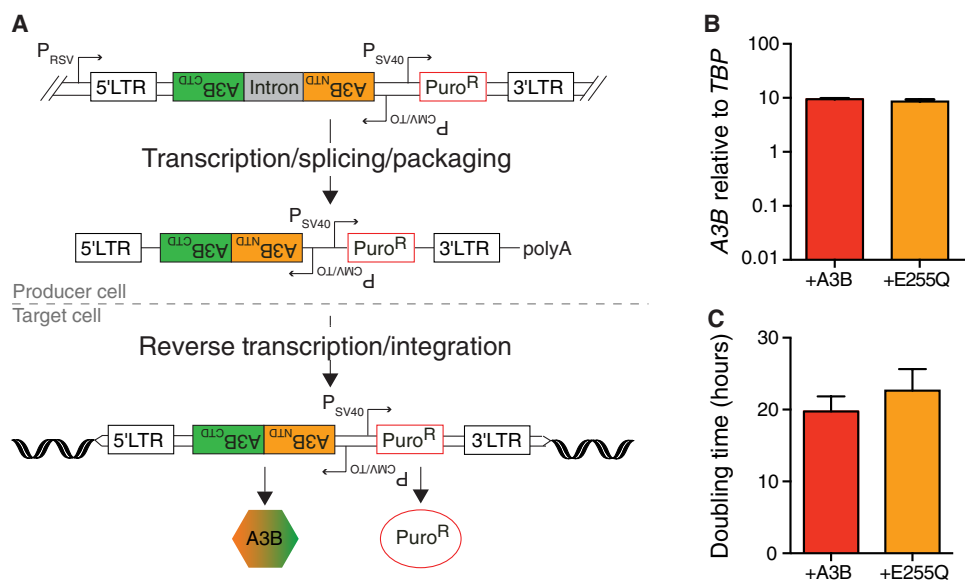 A
P RSV
P SV40
5'LTR
A3B CTD
Intron
A3B NTD
Puro R
3'LTR
P CMV/TO
Transcription/splicing/packaging
P SV40
5'LTR
A3B CTD
A3B NTD
Puro R
3'LTR
polyA
P CMV/TO
Producer cell
Target cell
Reverse transcription/integration
P SV40
5'LTR
A3B CTD
A3B NTD
Puro R
3'LTR
P CMV/TO
A3B
Puro R
B
A3B relative to TBP
100
10
1
0.1
0.01
+A3B
+E255Q
C
Doubling time (hours)
30
20
10
0
+A3B
+E255Q